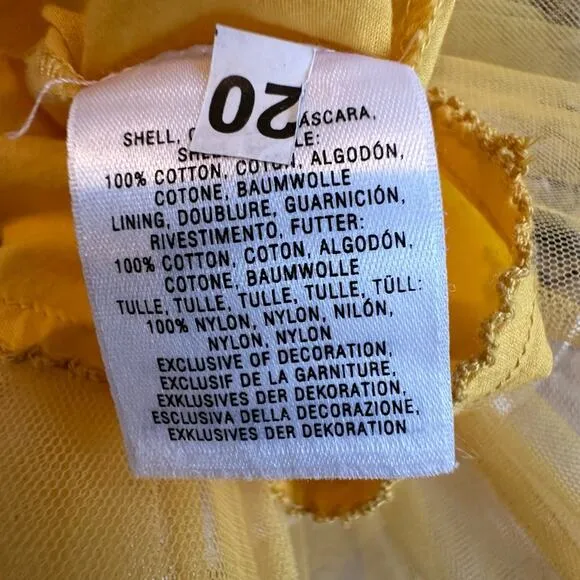 20
SHELL, ÁSCARA,
100% COTTON, COTON, ALGODÓN,
COTONE, BAUMWOLLE
LINING, DOUBLURE, GUARNICIÓN,
RIVESTIMENTO, FUTTER:
100% COTTON, COTON, ALGODÓN,
COTONE, BAUMWOLLE
TULLE, TULLE, TULLE, TULLE, TÜLL:
100% NYLON, NYLON, NILÓN,
NYLON, NYLON
EXCLUSIVE OF DECORATION,
EXCLUSIF DE LA GARNITURE,
EXKLUSIVES DER DEKORATION,
ESCLUSIVA DELLA DECORAZIONE,
EXKLUSIVES DER DEKORATION